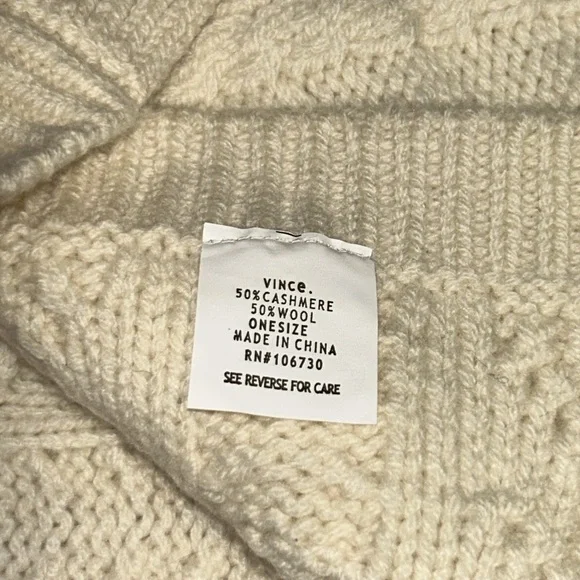 VINCE.
50%CASHMERE
50%WOOL
ONESIZE
MADE IN CHINA
RN#106730
SEE REVERSE FOR CARE